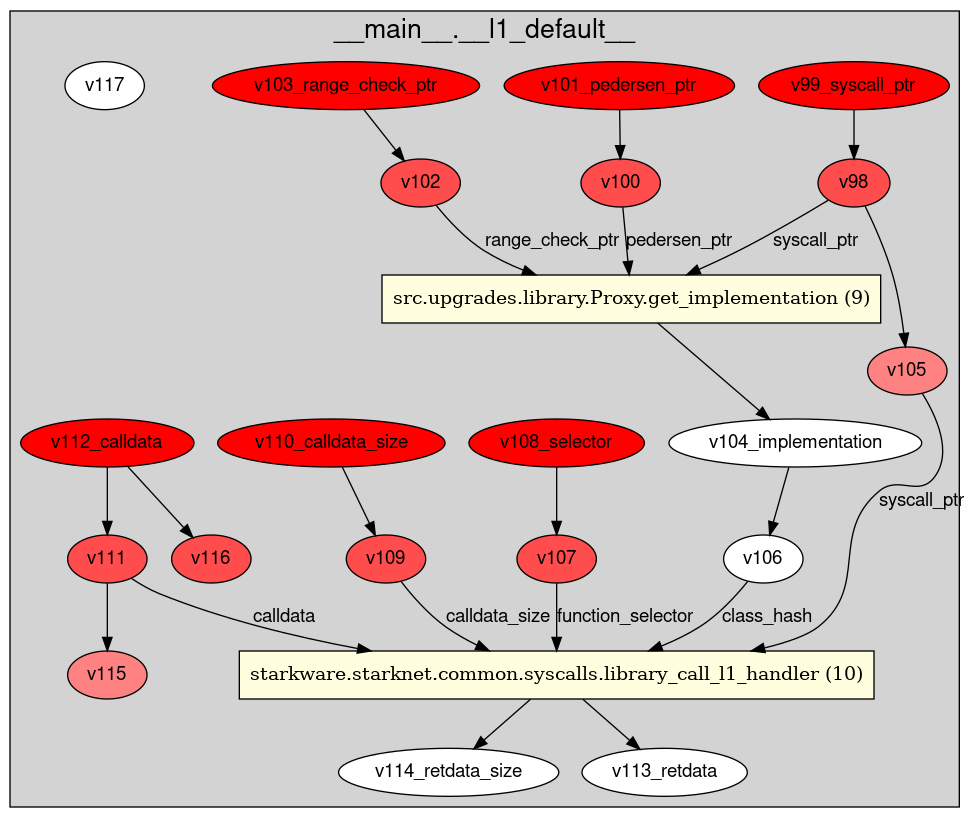 __main__.__l1_default__
v117
v103_range_check_ptr
v101_pedersen_ptr
v99_syscall_ptr
v102
v100
v98
range_check_ptr
pedersen_ptr
syscall_ptr
src.upgrades.library.Proxy.get_implementation (9)
v105
v112_calldata
v110_calldata_size
v108_selector
v104_implementation
syscall_ptr
v111
v116
v109
v107
v106
calldata
calldata_size
function_selector
class_hash
v115
starkware.starknet.common.syscalls.library_call_l1_handler (10)
v114_retdata_size
v113_retdata